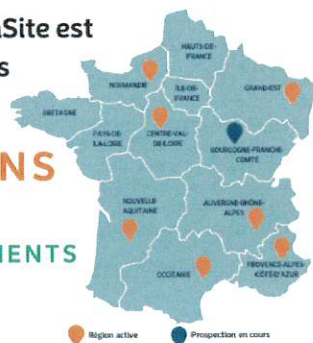 aSite est
s
NS
MENTS
HAUTS-DE-
FRANCE
NORMANDIE
ÎLE-DE-
FRANCE
GRAND-EST
BRETAGNE
PAYS-DE-
LA-LOIRE
CENTRE-VAL-
DE-LOIRE
BOURGOGNE-FRANCHE-
COMTÉ
NOUVELLE-
AQUITAINE
AUVERGNE-RHÔNE-
ALPES
OCCITANIE
PROVENCE-ALPES-
CÔTE-D'AZUR
Région active
Prospection en cours